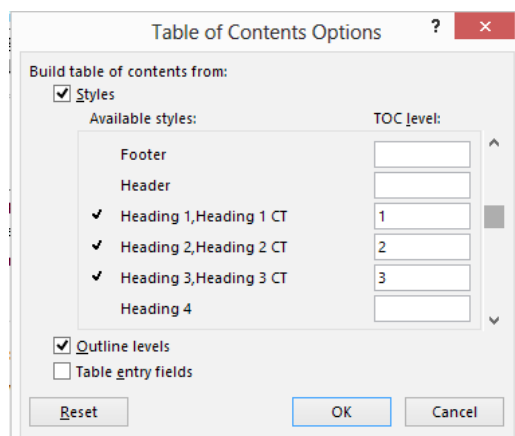 Table of Contents Options
?
Build table of contents from:
Styles
Available styles: TOC level:
Footer
Header
Heading 1,Heading 1 CT 1
Heading 2,Heading 2 CT 2
Heading 3,Heading 3 CT 3
Heading 4
Outline levels
Table entry fields
Reset OK Cancel